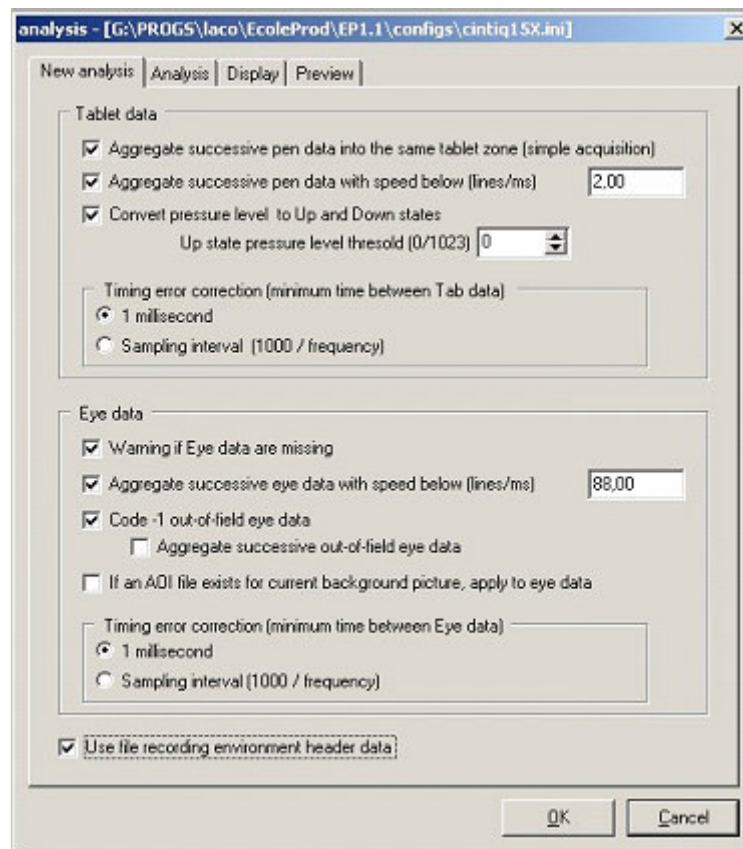 analysis - [G:\PROGS\laco\EcoleProd\EP1.1\configs\cintiq15X.ini]
New analysis Analysis Display Preview
Tablet data
Aggregate successive pen data into the same tablet zone (simple acquisition)
Aggregate successive pen data with speed below (lines/ms) 2,00
Convert pressure level to Up and Down states
Up state pressure level thresold (0/1023) 0
Timing error correction (minimum time between Tab data)
1 millisecond
Sampling interval (1000 / frequency)
Eye data
Warning if Eye data are missing
Aggregate successive eye data with speed below (lines/ms) 88,00
Code -1 out-of-field eye data
Aggregate successive out-of-field eye data
If an AOI file exists for current background picture, apply to eye data
Timing error correction (minimum time between Eye data)
1 millisecond
Sampling interval (1000 / frequency)
Use file recording environment header data
OK Cancel